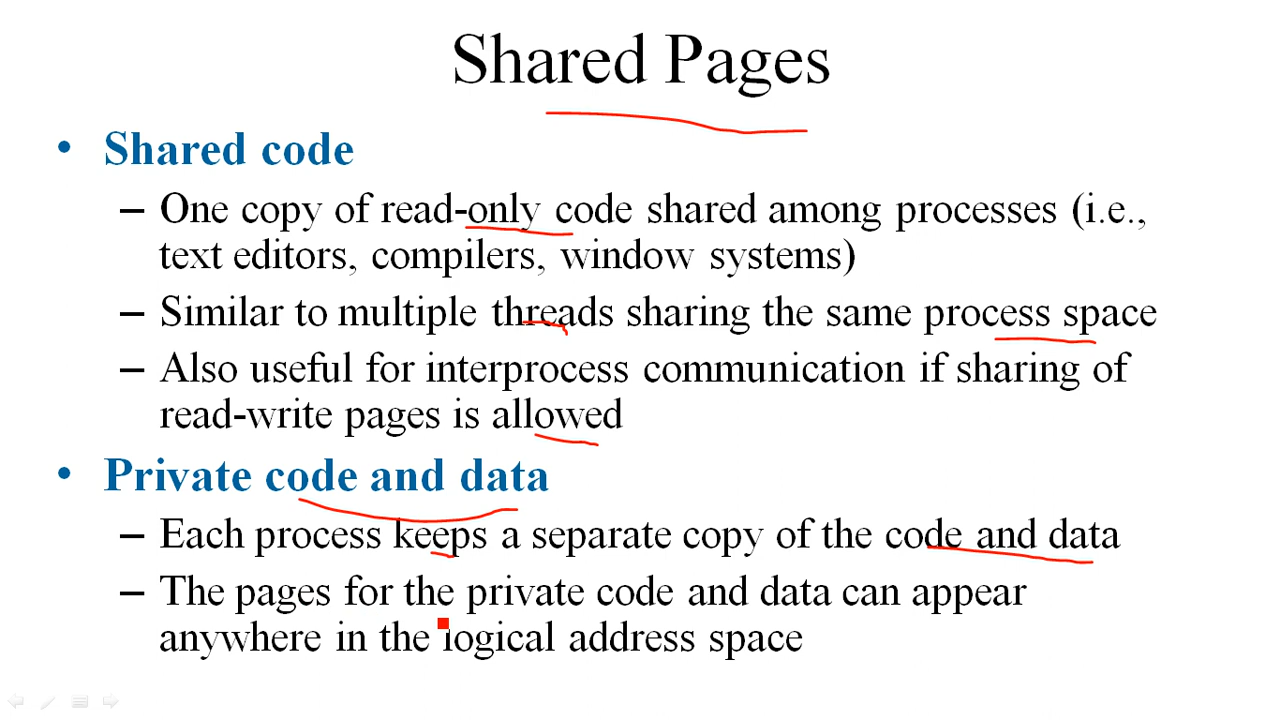 Shared Pages
• Shared code
– One copy of read-only code shared among processes (i.e.,
text editors, compilers, window systems)
– Similar to multiple threads sharing the same process space
– Also useful for interprocess communication if sharing of
read-write pages is allowed
• Private code and data
– Each process keeps a separate copy of the code and data
– The pages for the private code and data can appear
anywhere in the logical address space